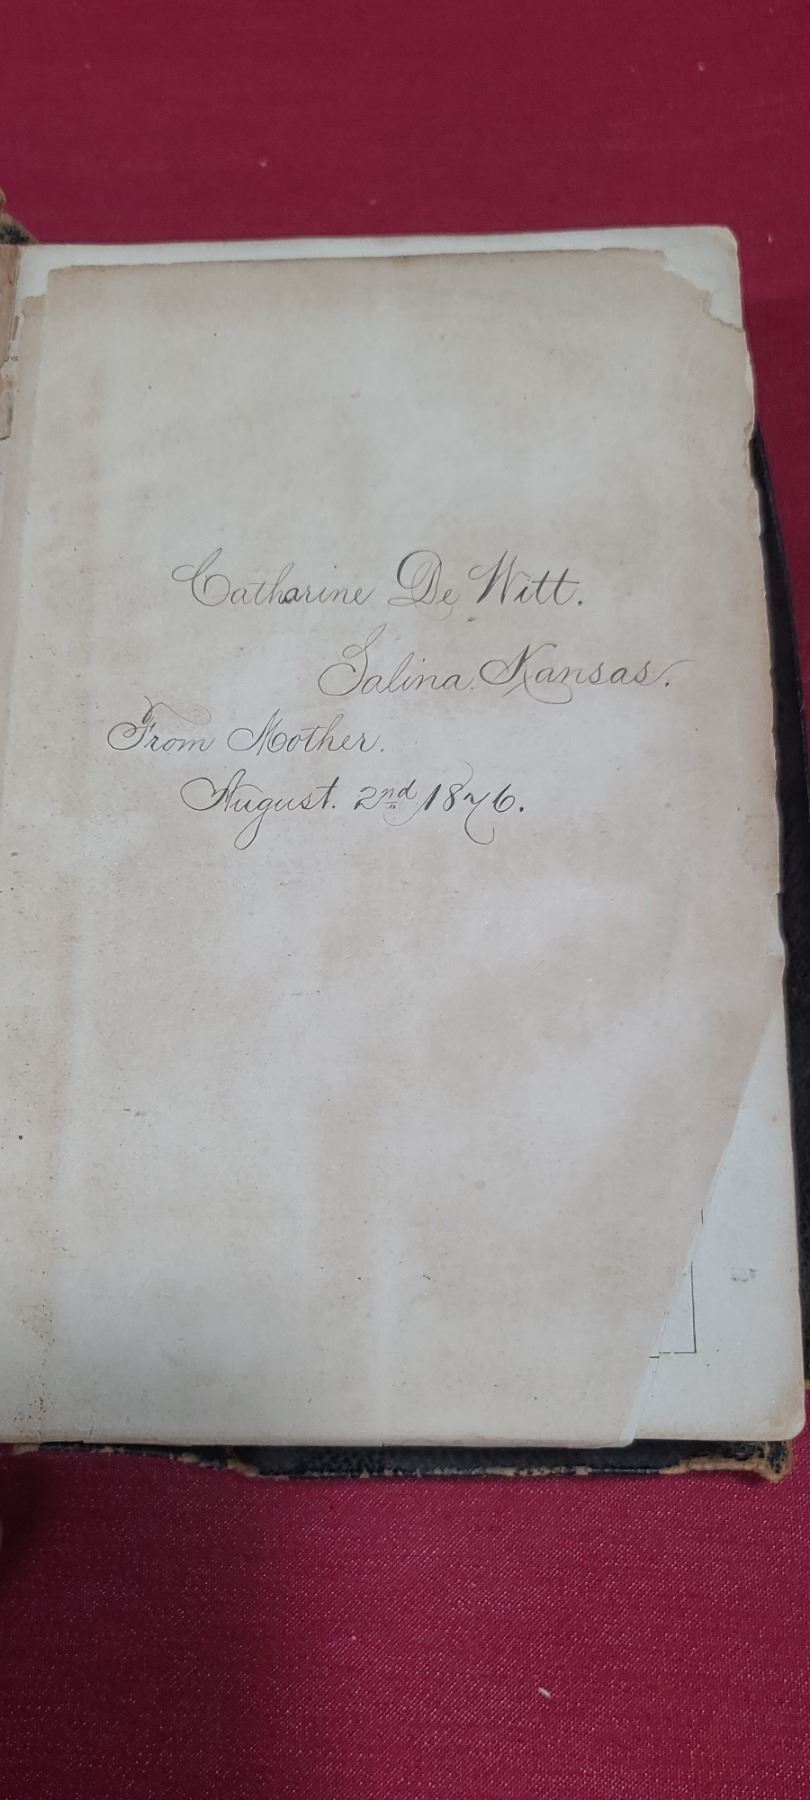 Catharine De Witt.
Salina. Kansas.
From Mother.
August. 2nd 1876.